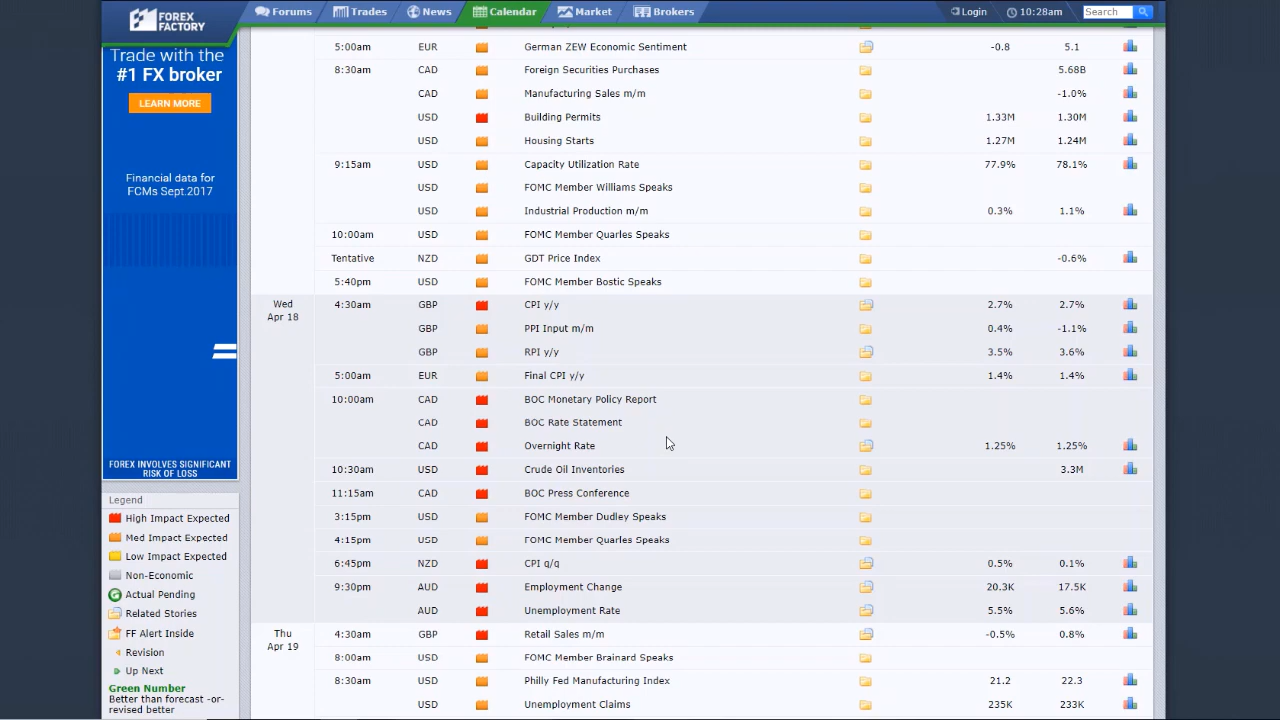 FOREX FACTORY
Forums Trades News Calendar Market Brokers Login 10:28am Search
Trade with the
#1 FX broker
LEARN MORE
Financial data for
FCMs Sept.2017
FOREX INVOLVES SIGNIFICANT
RISK OF LOSS
Legend
High Impact Expected
Med Impact Expected
Low Impact Expected
Non-Economic
Actual Pending
Related Stories
FF Alert Inside
Revision
Up Next
Green Number
Better than forecast -or-
revised better
German ZEW Economic Sentiment -0.8 5.1
8:30am CAD Foreign Securities Purchases 5.68B
CAD Manufacturing Sales m/m -1.0%
USD Building Permits 1.30M
USD Housing Starts 1.27M 1.24M
9:15am USD Capacity Utilization Rate 77.9% 78.1%
USD FOMC Member Williams Speaks
USD Industrial Production m/m 0.3% 1.1%
10:00am USD FOMC Member Quarles Speaks
Tentative NZD GDT Price Index -0.6%
5:40pm USD FOMC Member Bostic Speaks
Wed Apr 18 4:30am GBP CPI y/y 2.7% 2.7%
GBP PPI Input m/m -1.1%
GBP RPI y/y 3.5% 3.6%
5:00am EUR Final CPI y/y 1.4% 1.4%
10:00am CAD BOC Monetary Policy Report
CAD BOC Rate Statement
CAD Overnight Rate 1.25% 1.25%
10:30am USD Crude Oil Inventories 3.3M
11:15am CAD BOC Press Conference
3:15pm USD FOMC Member Dudley Speaks
4:15pm USD FOMC Member Quarles Speaks
6:45pm NZD CPI q/q 0.5% 0.1%
9:30pm AUD Employment Change 17.5K
AUD Unemployment Rate 5.5% 5.6%
Thu Apr 19 4:30am GBP Retail Sales m/m 0.8%
8:00am USD FOMC Member Brainard Speaks
8:30am USD Philly Fed Manufacturing Index 21.2 22.3
USD Unemployment Claims 233K